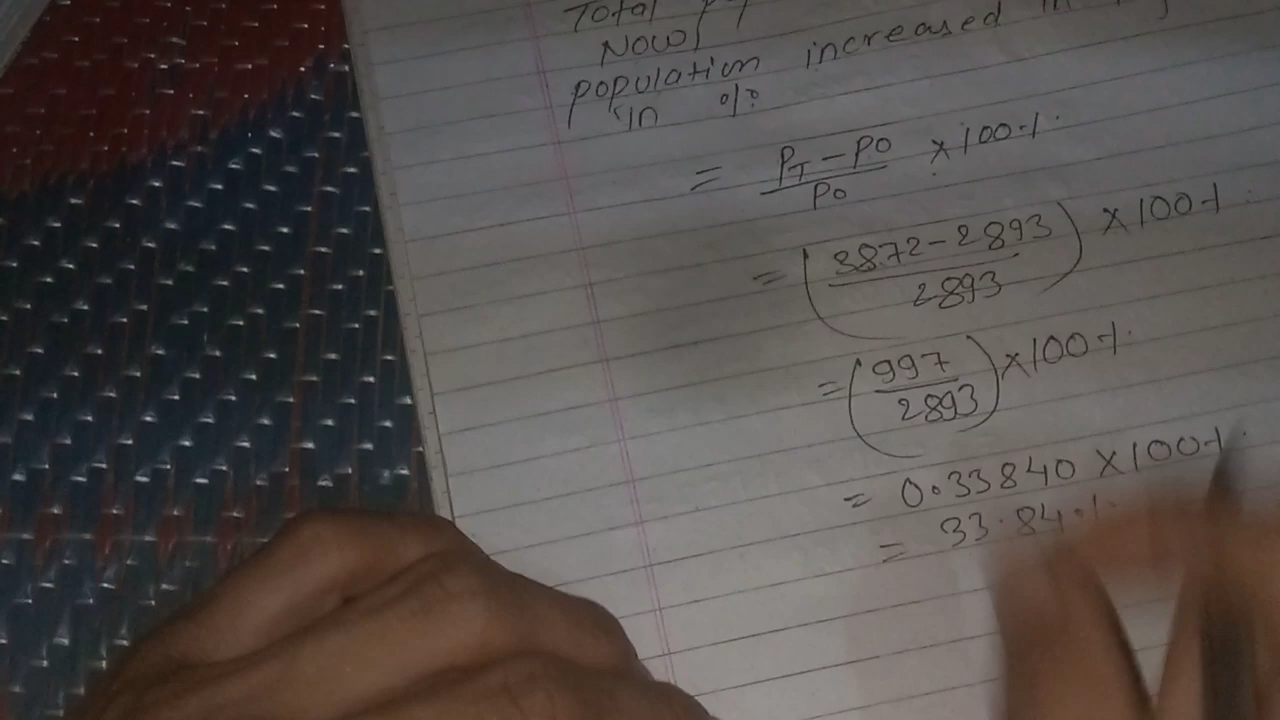 Total
Now,
population increased in
in %
= P_T - P0 / P0 × 100%
= (3872 - 2893 / 2893) × 100%
= (997 / 2893) × 100%
= 0.33840 × 100%
= 33.84%